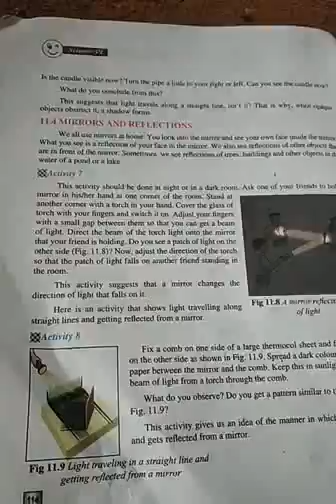 Is the candle visible now? Turn the pipe a little to your right or left. Can you see the candle now?
What do you conclude from this?
This suggests that light travels along a straight line, isn't it? That is why, when opaque
objects obstruct it, a shadow forms.
11.4 MIRRORS AND REFLECTIONS
We all use mirrors at home. You look into the mirror and see your own face inside the mirror.
What you see is a reflection of your face in the mirror. We also see reflections of other objects that
are in front of the mirror. Sometimes, we see reflections of trees, buildings and other objects in the
water of a pond or a lake.
Activity 7
This activity should be done at night or in a dark room. Ask one of your friends to hol
mirror in his/her hand at one corner of the room. Stand at
another corner with a torch in your hand. Cover the glass of
torch with your fingers and switch it on. Adjust your fingers
with a small gap between them so that you can get a beam
of light. Direct the beam of the torch light onto the mirror
that your friend is holding. Do you see a patch of light on the
other side (Fig. 11.8)? Now, adjust the direction of the torch
so that the patch of light falls on another friend standing in
the room.
This activity suggests that a mirror changes the
direction of light that falls on it.
Fig 11.8 A mirror reflect
of light
Here is an activity that shows light travelling along
straight lines and getting reflected from a mirror.
Activity 8
Fix a comb on one side of a large thermocol sheet and f
on the other side as shown in Fig. 11.9. Spread a dark colou
paper between the mirror and the comb. Keep this in sunlig
beam of light from a torch through the comb.
What do you observe? Do you get a pattern similar to
Fig. 11.9?
This activity gives us an idea of the manner in whic
and gets reflected from a mirror.
Fig 11.9 Light traveling in a straight line and
getting reflected from a mirror
114